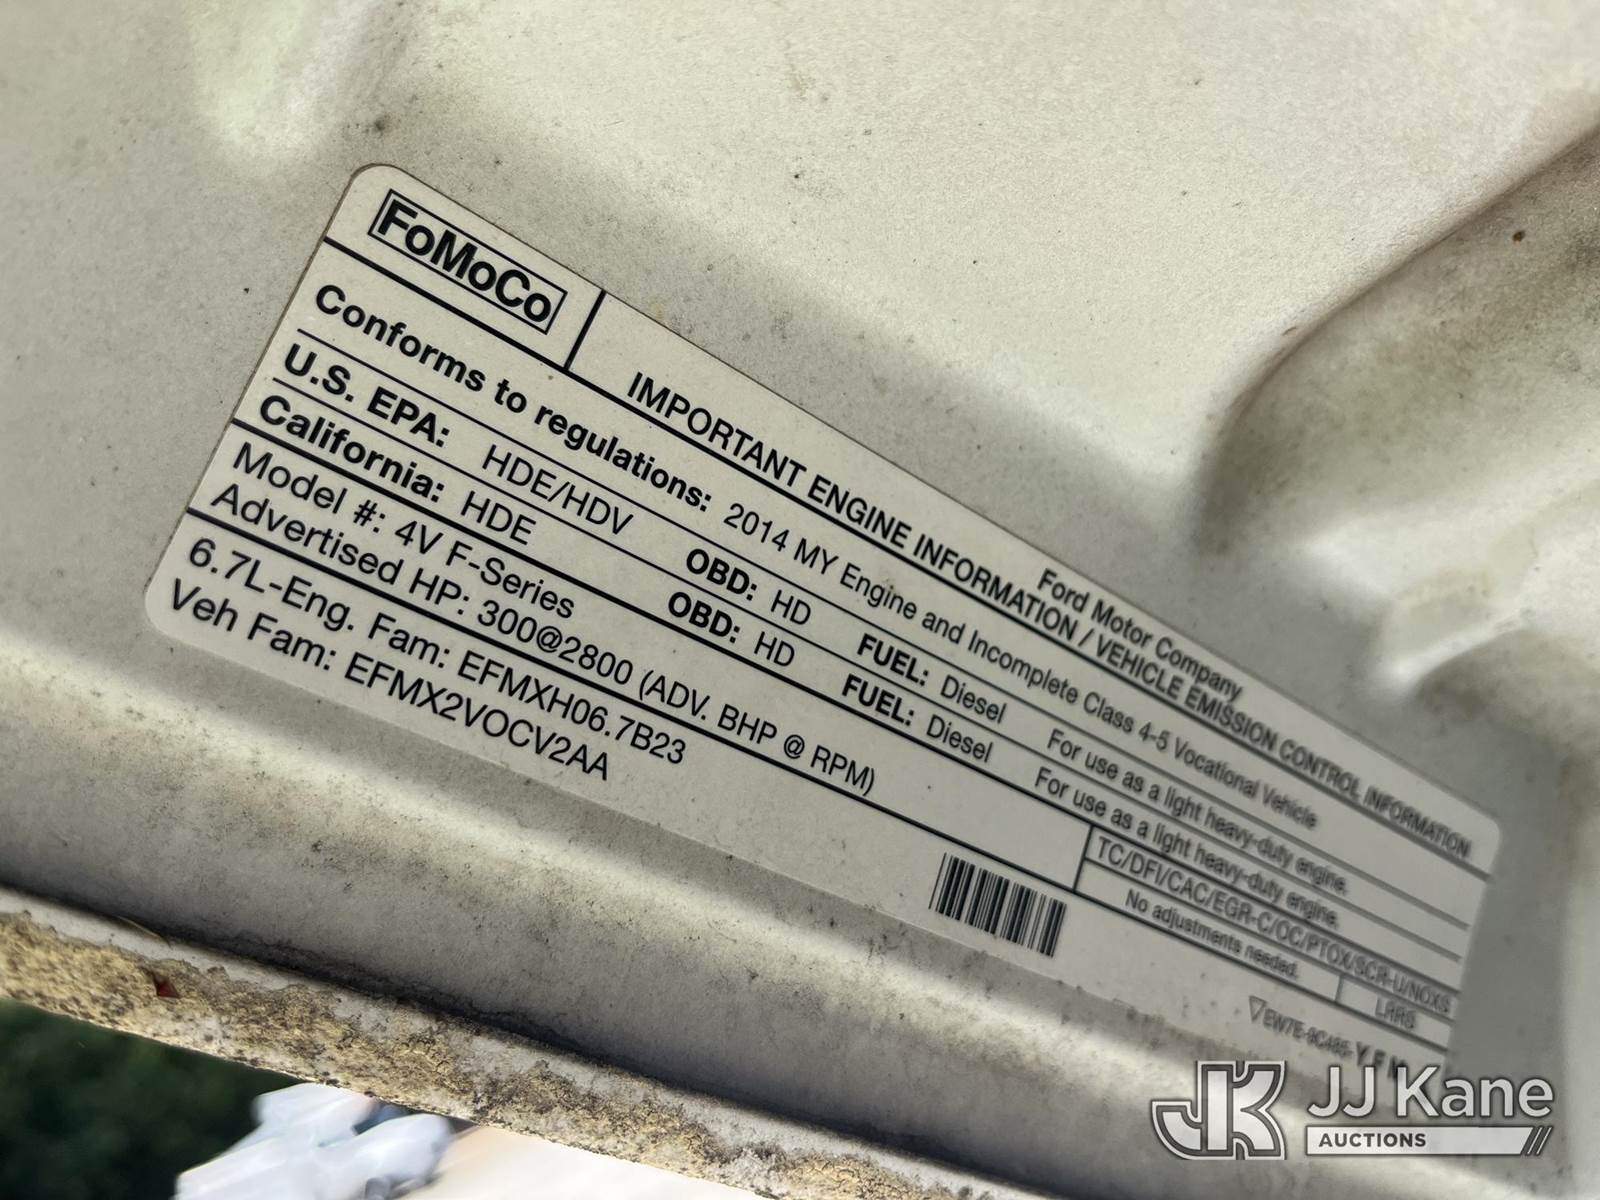 FoMoCo
Ford Motor Company
IMPORTANT ENGINE INFORMATION / VEHICLE EMISSION CONTROL INFORMATION
Conforms to regulations: 2014 MY Engine and Incomplete Class 4-5 Vocational Vehicle
U.S. EPA: HDE/HDV OBD: HD FUEL: Diesel For use as a light heavy-duty engine.
California: HDE OBD: HD FUEL: Diesel For use as a light heavy-duty engine.
Model #: 4V F-Series
Advertised HP: 300@2800 (ADV. BHP @ RPM)
TC/DFI/CAC/EGR-C/OC/PTOX/SCR-U/NOXS
6.7L-Eng. Fam: EFMXH06.7B23
No adjustments needed.
LRRS
Veh Fam: EFMX2VOCV2AA
JJ Kane
AUCTIONS